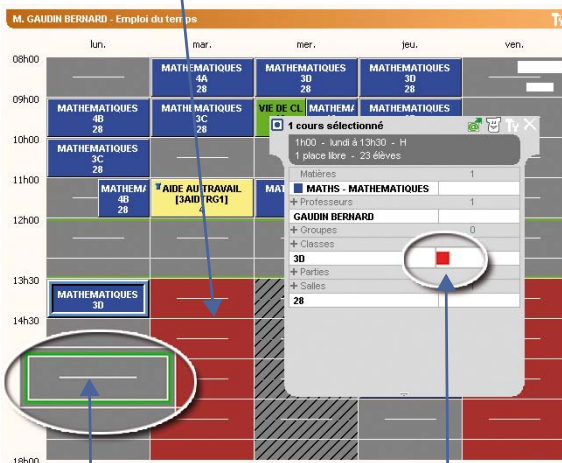 M. GAUDIN BERNARD - Emploi du temps
lun. mar. mer. jeu. ven.
08h00
MATHEMATIQUES
4A
28
MATHEMATIQUES
3D
28
MATHEMATIQUES
3D
28
09h00
MATHEMATIQUES
4B
28
MATHEMATIQUES
3C
28
VIE DE CL
MATHEMA
MATHEMATIQUES
10h00
MATHEMATIQUES
3C
28
11h00
MATHEMA
4B
28
AIDE AU TRAVAIL
[3AIDTRG1]
MAT
12h00
13h30
MATHEMATIQUES
3D
14h30
18h00
1 cours sélectionné
1h00 - lundi à 13h30 - H
1 place libre - 23 élèves
Matières 1
MATHS - MATHEMATIQUES
+ Professeurs 1
GAUDIN BERNARD
+ Groupes 0
+ Classes
3D
+ Parties
+ Salles
28